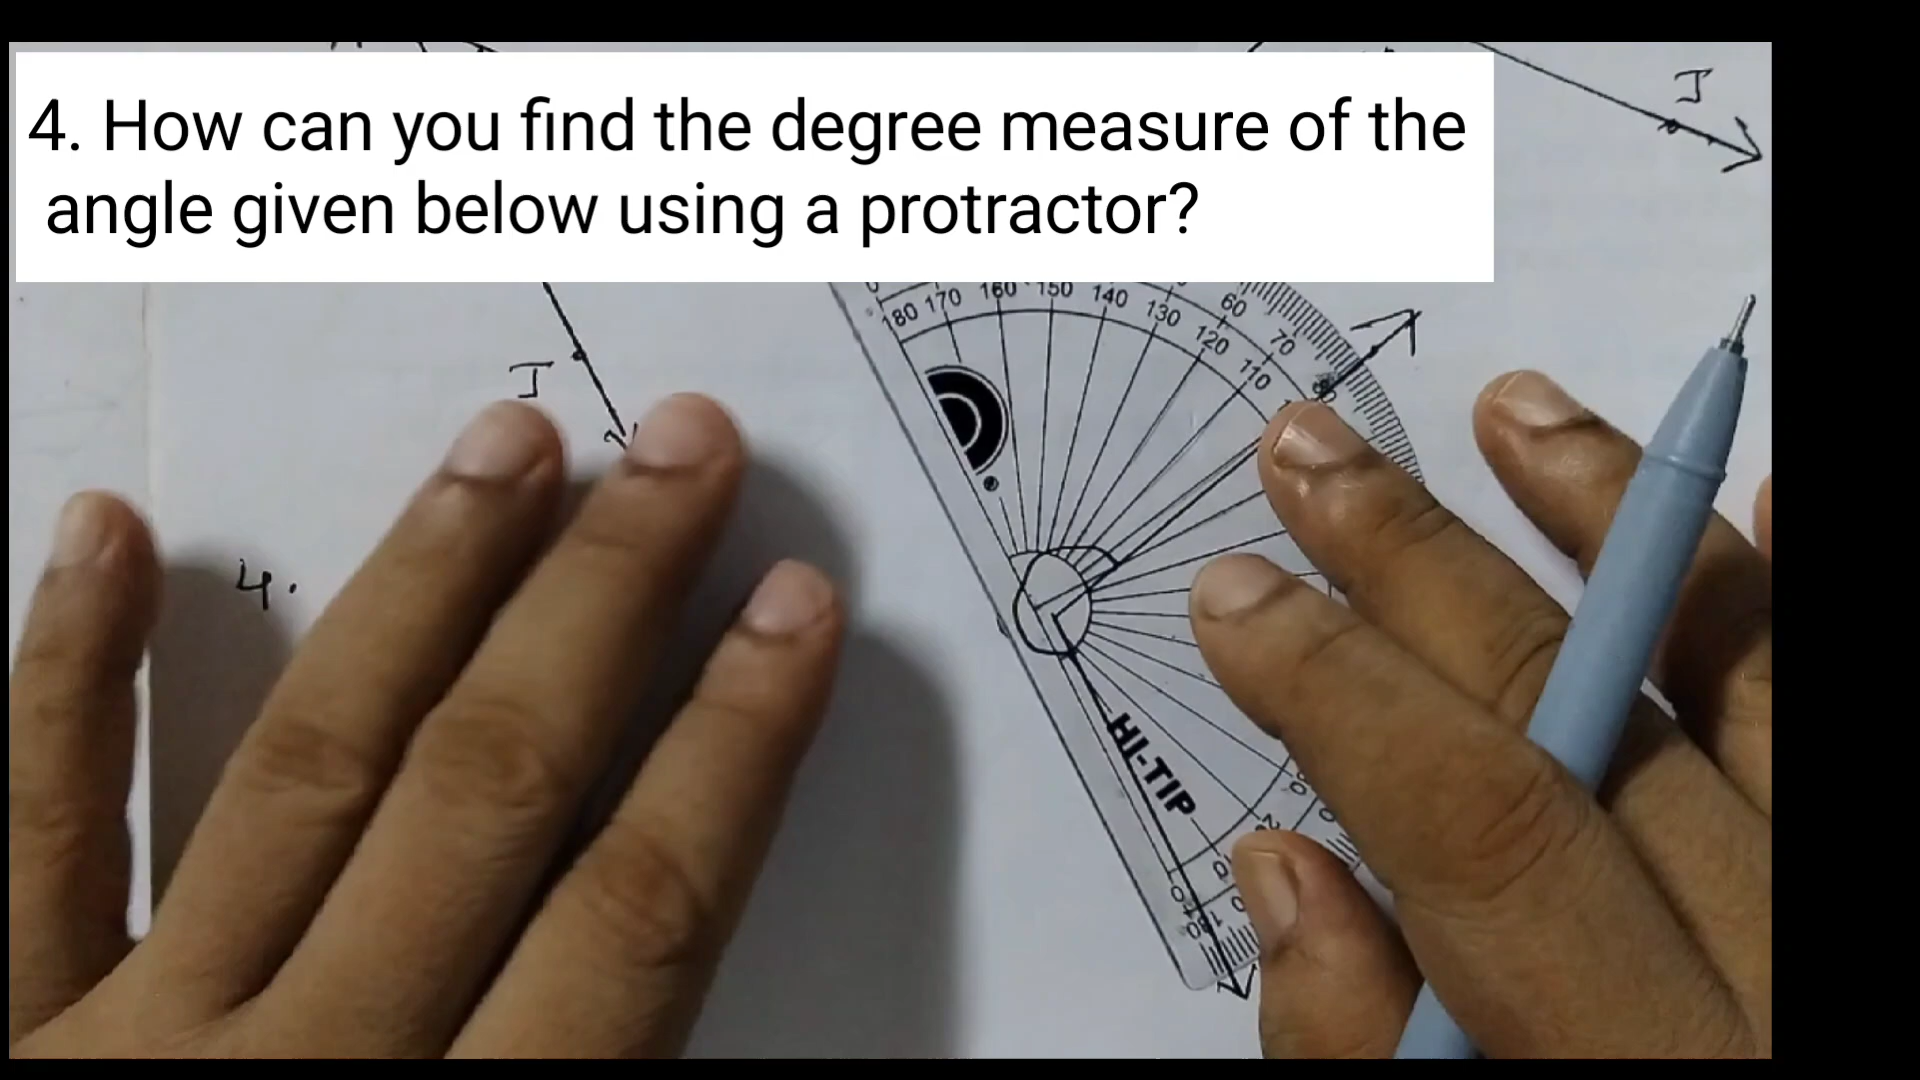 J
4. How can you find the degree measure of the
angle given below using a protractor?
180 170 160 150 140 130 120 110
60 70
J
4.
HI-TIP